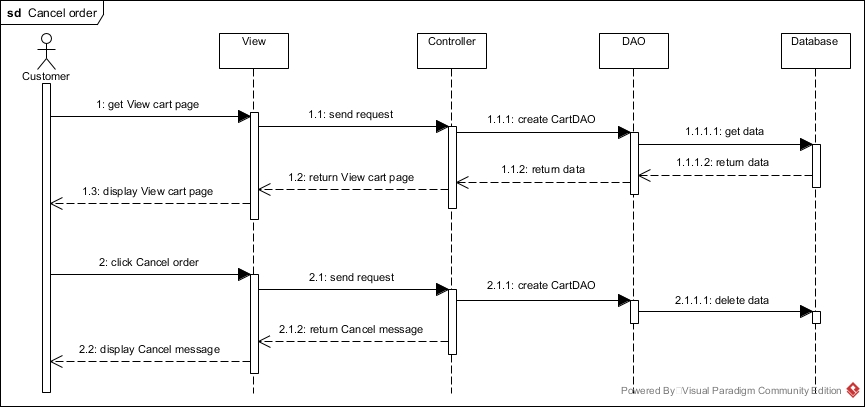 sd Cancel order
View
Controller
DAO
Database
Customer
1: get View cart page
1.1: send request
1.1.1: create CartDAO
1.1.1.1: get data
1.1.1.2: return data
1.1.2: return data
1.2: return View cart page
1.3: display View cart page
2: click Cancel order
2.1: send request
2.1.1: create CartDAO
2.1.1.1: delete data
2.1.2: return Cancel message
2.2: display Cancel message
Powered By Visual Paradigm Community Edition